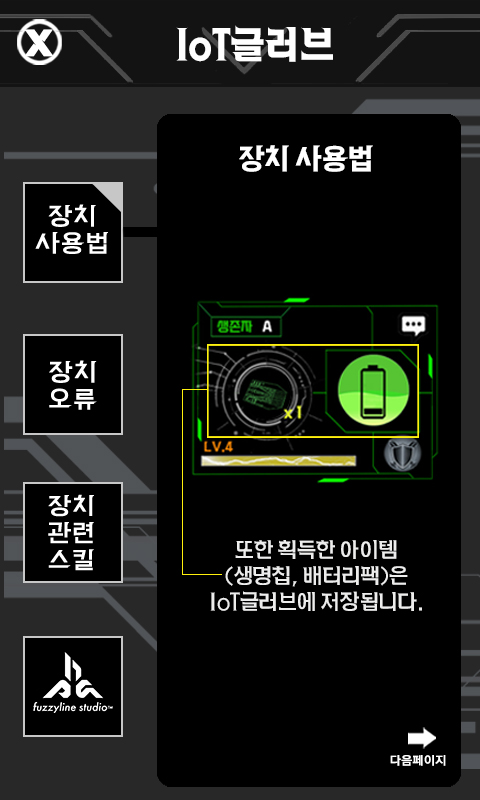 X
IoT글러브
장치 사용법
장치
사용법
장치
오류
장치
관련
스킬
fuzzyline studio™
생존자 A
x1
LV.4
또한 획득한 아이템
(생명칩, 배터리팩)은
IoT글러브에 저장됩니다.
다음페이지